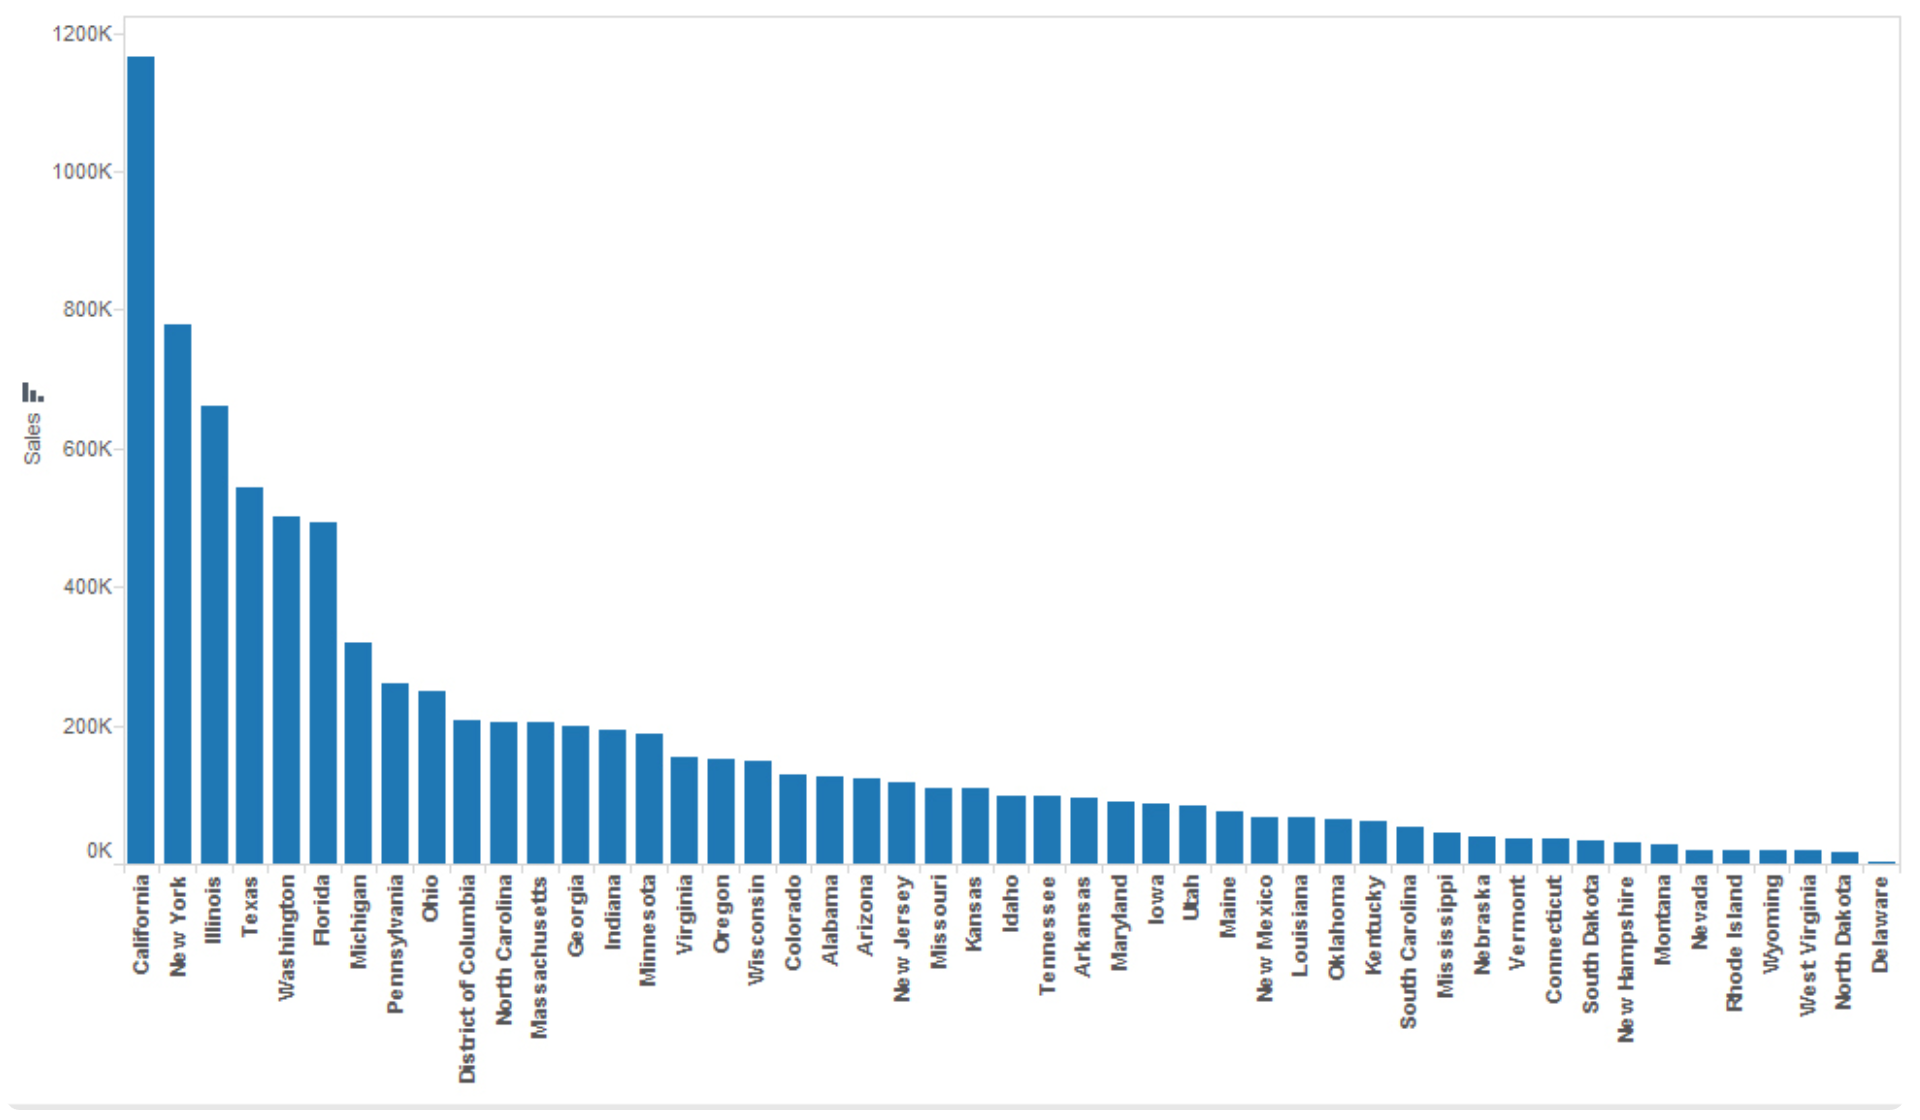 1200K
1000K
800K
600K
400K
200K
0K
Sales
California
New York
Illinois
Texas
Washington
Florida
Michigan
Pennsylvania
Ohio
District of Columbia
North Carolina
Massachusetts
Georgia
Indiana
Minnesota
Virginia
Oregon
Wisconsin
Colorado
Alabama
Arizona
New Jersey
Missouri
Kansas
Idaho
Tennessee
Arkansas
Maryland
Iowa
Utah
Maine
New Mexico
Louisiana
Oklahoma
Kentucky
South Carolina
Mississippi
Nebraska
Vermont
Connecticut
South Dakota
New Hampshire
Montana
Nevada
Rhode Island
Wyoming
West Virginia
North Dakota
Delaware